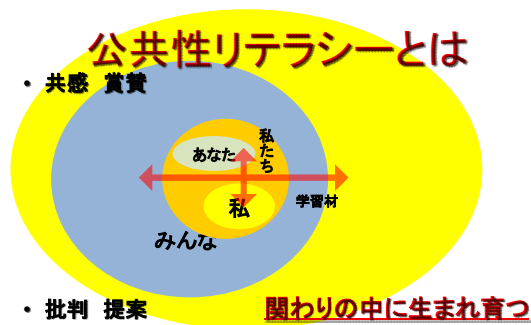 公共性リテラシーとは
・ 共感　賞賛
あなた
私たち
私
学習材
みんな
・ 批判　提案
関わりの中に生まれ育つ